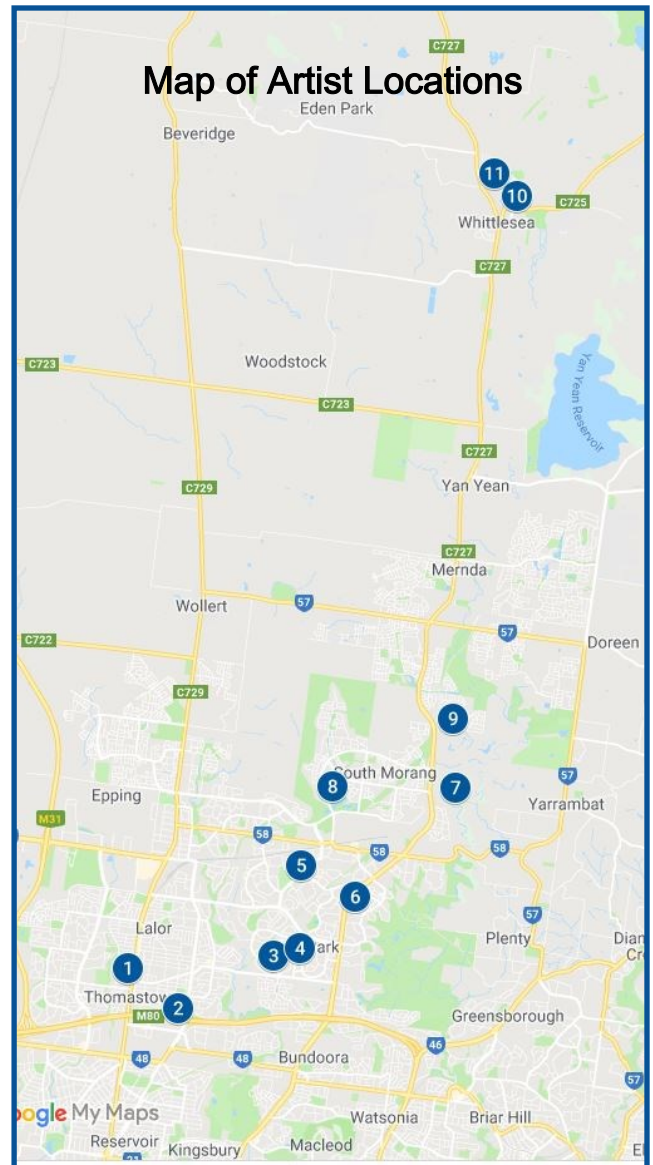 C727
Map of Artist Locations
Eden Park
Beveridge
11
10
C725
Whittlesea
C727
Yan Yean Reservoir
Woodstock
C723
C723
C727
Yan Yean
C729
C727
Mernda
57
Wollert
57
C722
Doreen
C729
9
South Morang
8
7
57
Epping
Yarrambat
M31
58
58
58
5
6
57
Lalor
Plenty
4
ark
3
1
Thomastow
2
M80
Greensborough
46
48
48
Bundoora
57
ogle My Maps
Watsonia
Briar Hill
Reservoir
Kingsbury
Macleod
21